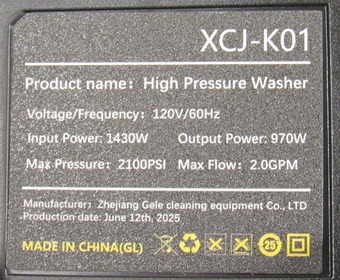 XCJ-K01
Product name: High Pressure Washer
Voltage/Frequency: 120V/60Hz
Input Power: 1430W Output Power: 970W
Max Pressure: 2100PSI Max Flow: 2.0GPM
Manufacturer: Zhejiang Gele cleaning equipment Co., LTD
Production date: June 12th, 2025
MADE IN CHINA(GL) 25